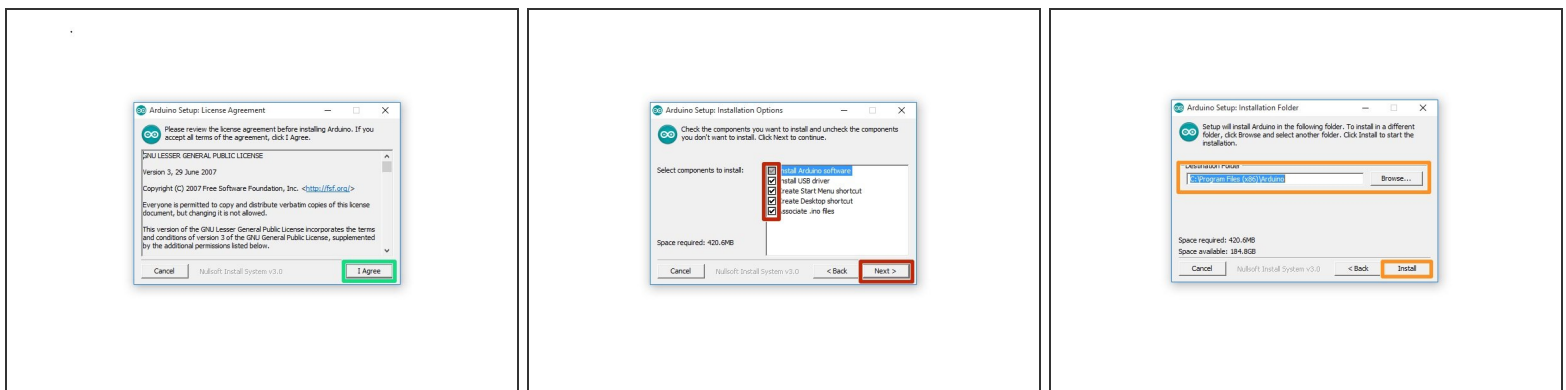 Arduino Setup: License Agreement
Please review the license agreement before installing Arduino. If you
accept all terms of the agreement, click I Agree.
GNU LESSER GENERAL PUBLIC LICENSE
Version 3, 29 June 2007
Copyright (C) 2007 Free Software Foundation, Inc. <http://fsf.org/>
Everyone is permitted to copy and distribute verbatim copies of this license
document, but changing it is not allowed.
This version of the GNU Lesser General Public License incorporates the terms
and conditions of version 3 of the GNU General Public License, supplemented
by the additional permissions listed below.
Cancel
Nullsoft Install System v3.0
I Agree
Arduino Setup: Installation Options
Check the components you want to install and uncheck the components
you don't want to install. Click Next to continue.
Select components to install:
Install Arduino software
Install USB driver
Create Start Menu shortcut
Create Desktop shortcut
Associate .ino files
Space required: 420.6MB
Cancel
Nullsoft Install System v3.0
< Back
Next >
Arduino Setup: Installation Folder
Setup will install Arduino in the following folder. To install in a different
folder, click Browse and select another folder. Click Install to start the
installation.
Destination Folder
C:\Program Files (x86)\Arduino
Browse...
Space required: 420.6MB
Space available: 184.8GB
Cancel
Nullsoft Install System v3.0
< Back
Install